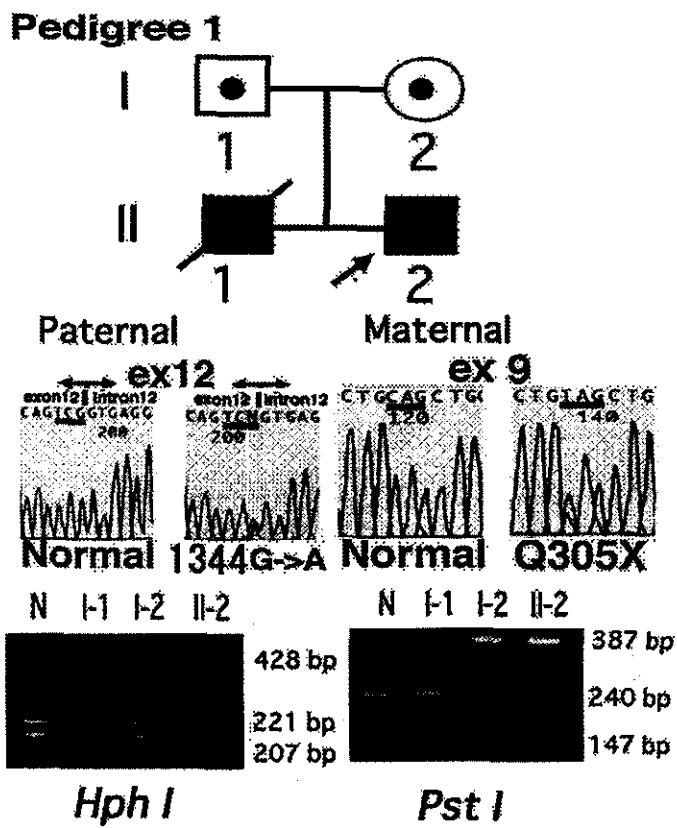 Pedigree 1
I
1 2
II
1 2
Paternal Maternal
ex12 ex 9
exon12 intron12 exon12 intron12
CAGTCGGTGAGG CAGTCNGTGAG CTGCAGCTG CTGTAGCTG
200 200 120 140
Normal 1344G->A Normal Q305X
N I-1 I-2 II-2 N I-1 I-2 II-2
428 bp 387 bp
221 bp 240 bp
207 bp 147 bp
Hph I Pst I